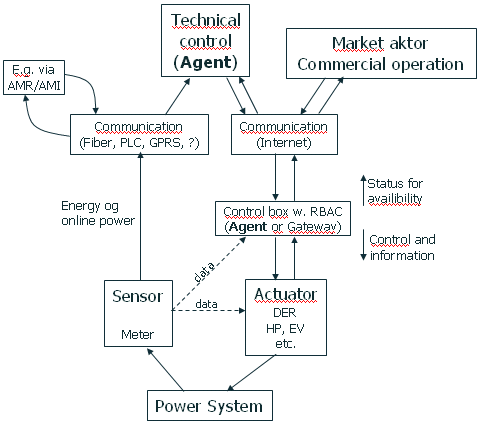 Technical
control
(Agent)
Market aktor
Commercial operation
E.g. via
AMR/AMI
Communication
(Fiber, PLC, GPRS, ?)
Communication
(Internet)
Energy og
online power
Status for
availibility
Control box w. RBAC
(Agent or Gateway)
Control and
information
data
data
Sensor
Meter
Actuator
DER
HP, EV
etc.
Power System